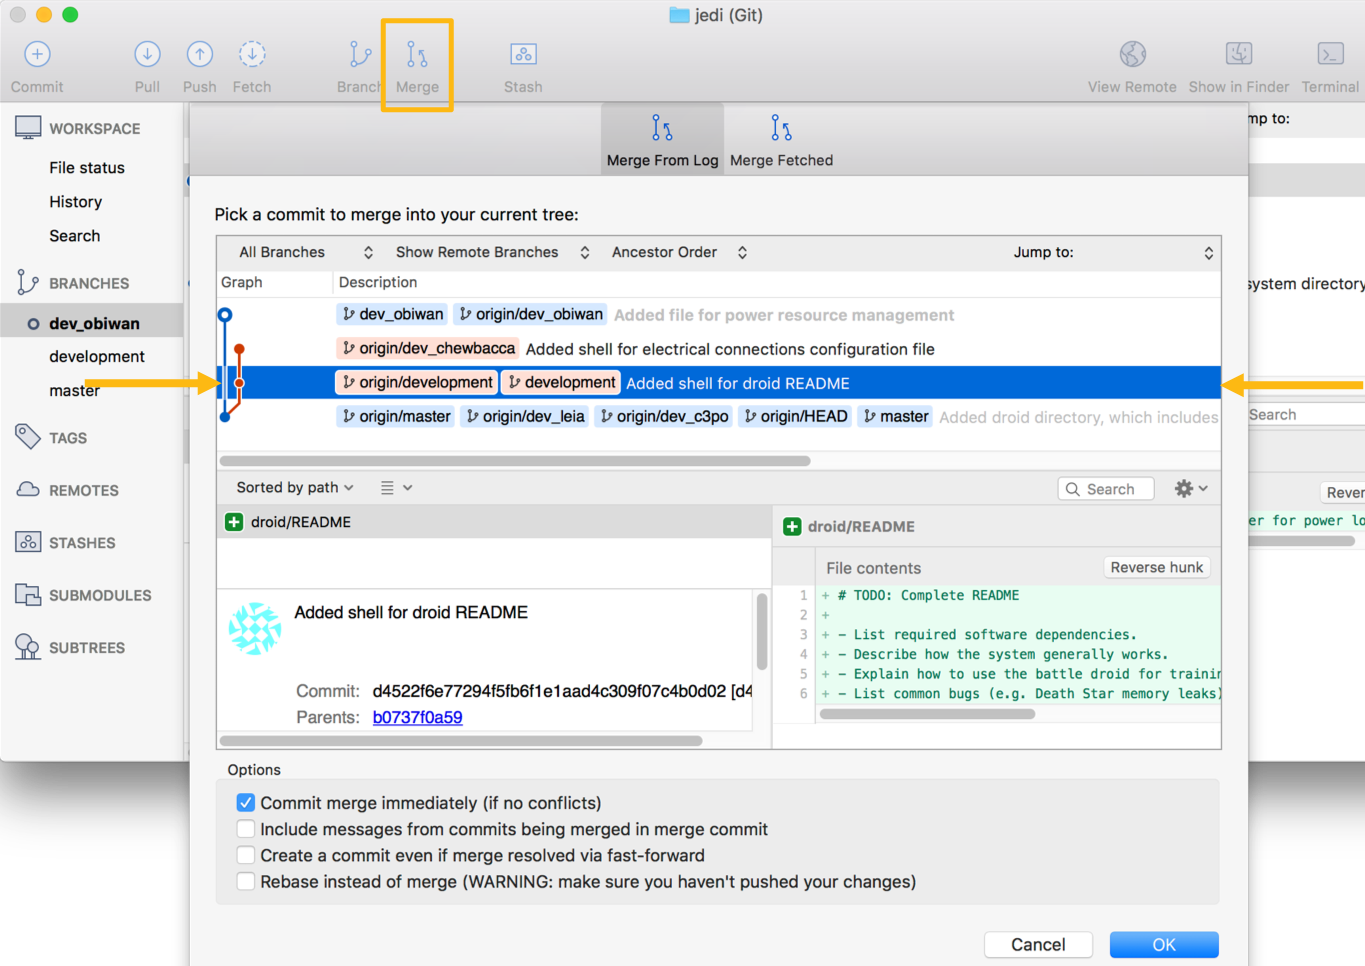 jedi (Git)
Commit Pull Push Fetch Branch Merge Stash View Remote Show in Finder Terminal
WORKSPACE
File status
History
Search
BRANCHES
dev_obiwan
development
master
TAGS
REMOTES
STASHES
SUBMODULES
SUBTREES
Merge From Log Merge Fetched
Pick a commit to merge into your current tree:
All Branches Show Remote Branches Ancestor Order Jump to:
Graph Description
dev_obiwan origin/dev_obiwan Added file for power resource management
origin/dev_chewbacca Added shell for electrical connections configuration file
origin/development development Added shell for droid README
origin/master origin/dev_leia origin/dev_c3po origin/HEAD master Added droid directory, which includes
Sorted by path Search
droid/README
Added shell for droid README
Commit: d4522f6e77294f5fb6f1e1aad4c309f07c4b0d02 [d4
Parents: b0737f0a59
droid/README
File contents Reverse hunk
1 + # TODO: Complete README
2 +
3 + - List required software dependencies.
4 + - Describe how the system generally works.
5 + - Explain how to use the battle droid for trainin
6 + - List common bugs (e.g. Death Star memory leaks)
Options
Commit merge immediately (if no conflicts)
Include messages from commits being merged in merge commit
Create a commit even if merge resolved via fast-forward
Rebase instead of merge (WARNING: make sure you haven't pushed your changes)
Cancel OK
mp to:
system directory
Search
Rever
er for power lo